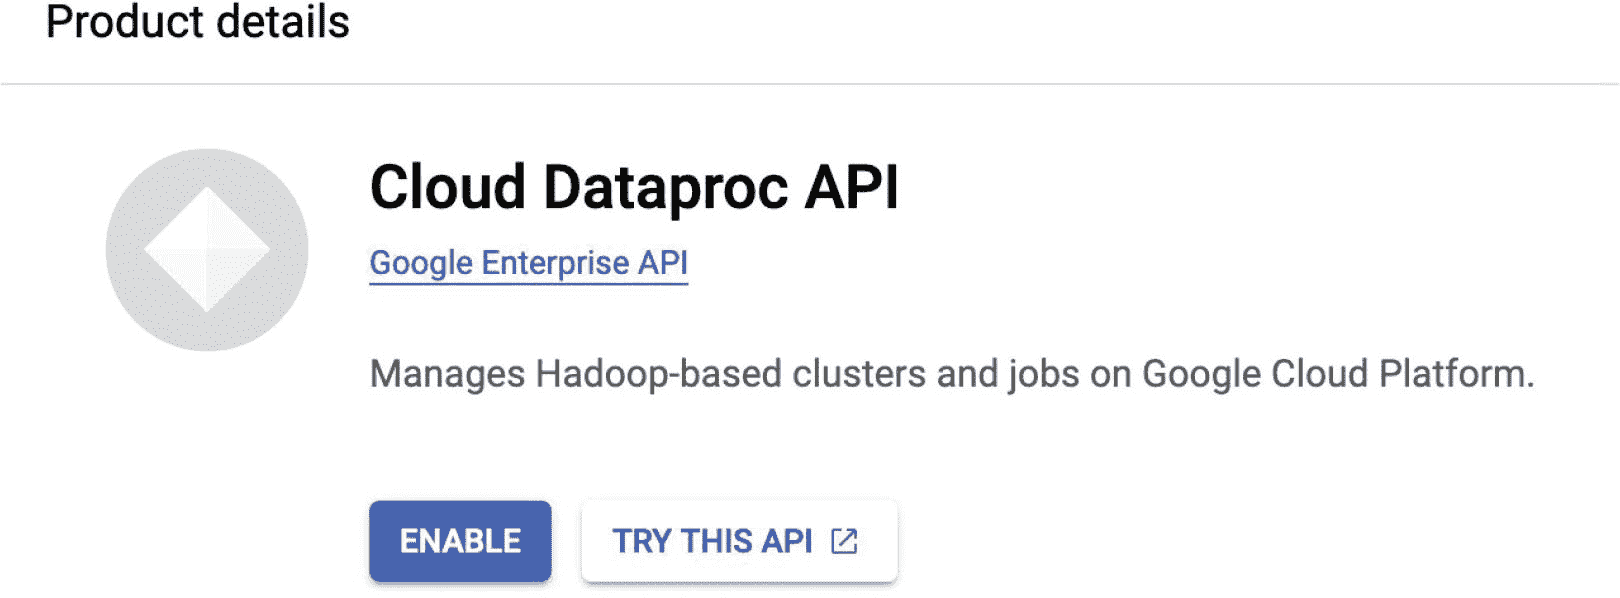 Product details
Cloud Dataproc API
Google Enterprise API
Manages Hadoop-based clusters and jobs on Google Cloud Platform.
ENABLE
TRY THIS API